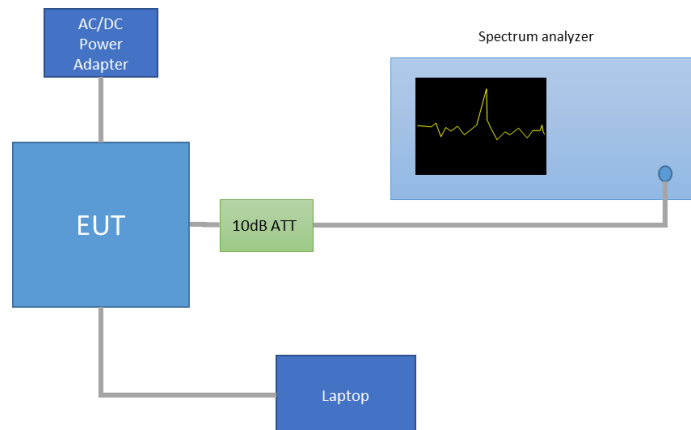 AC/DC
Power
Adapter
Spectrum analyzer
EUT
10dB ATT
Laptop